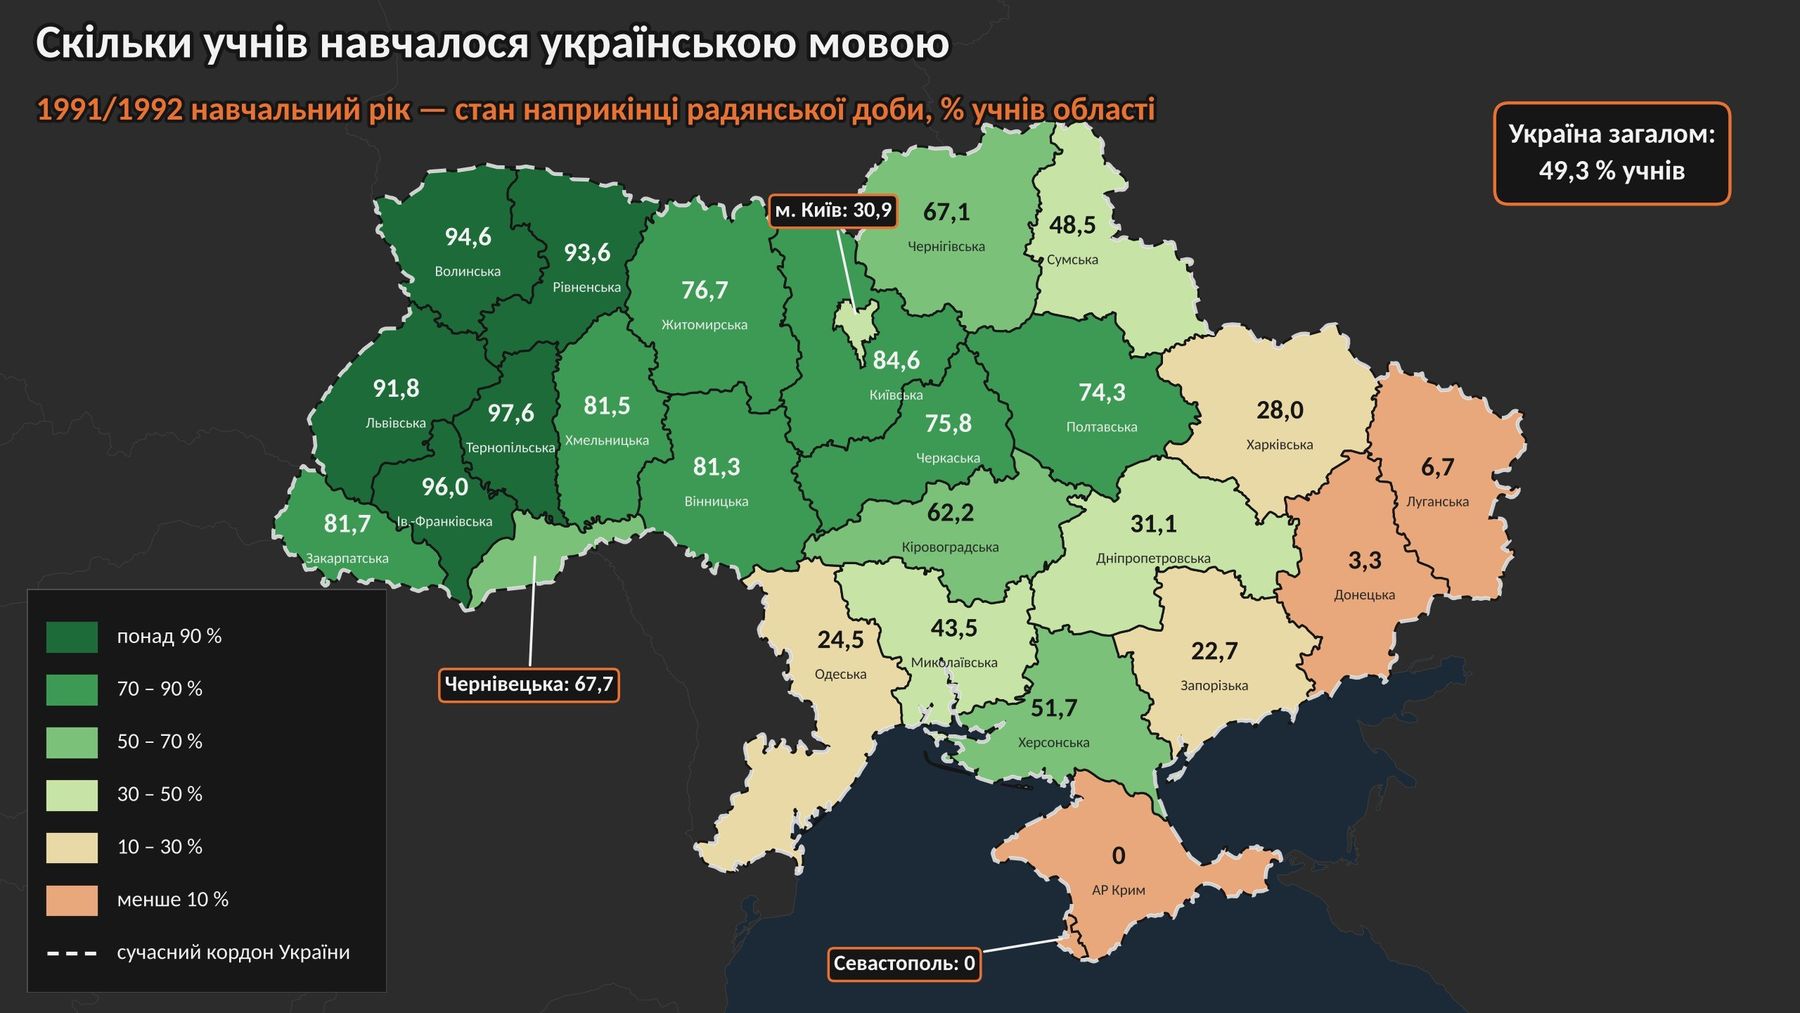 Скільки учнів навчалося українською мовою
1991/1992 навчальний рік — стан наприкінці радянської доби, % учнів області
Україна загалом:
49,3 % учнів
м. Київ: 30,9
67,1
Чернігівська
48,5
Сумська
94,6
Волинська
93,6
Рівненська
76,7
Житомирська
84,6
Київська
91,8
Львівська
97,6
Тернопільська
81,5
Хмельницька
75,8
Черкаська
74,3
Полтавська
28,0
Харківська
6,7
Луганська
96,0
Ів.-Франківська
81,3
Вінницька
81,7
Закарпатська
62,2
Кіровоградська
31,1
Дніпропетровська
3,3
Донецька
24,5
Одеська
43,5
Миколаївська
22,7
Запорізька
Чернівецька: 67,7
51,7
Херсонська
0
АР Крим
Севастополь: 0
понад 90 %
70 – 90 %
50 – 70 %
30 – 50 %
10 – 30 %
менше 10 %
сучасний кордон України